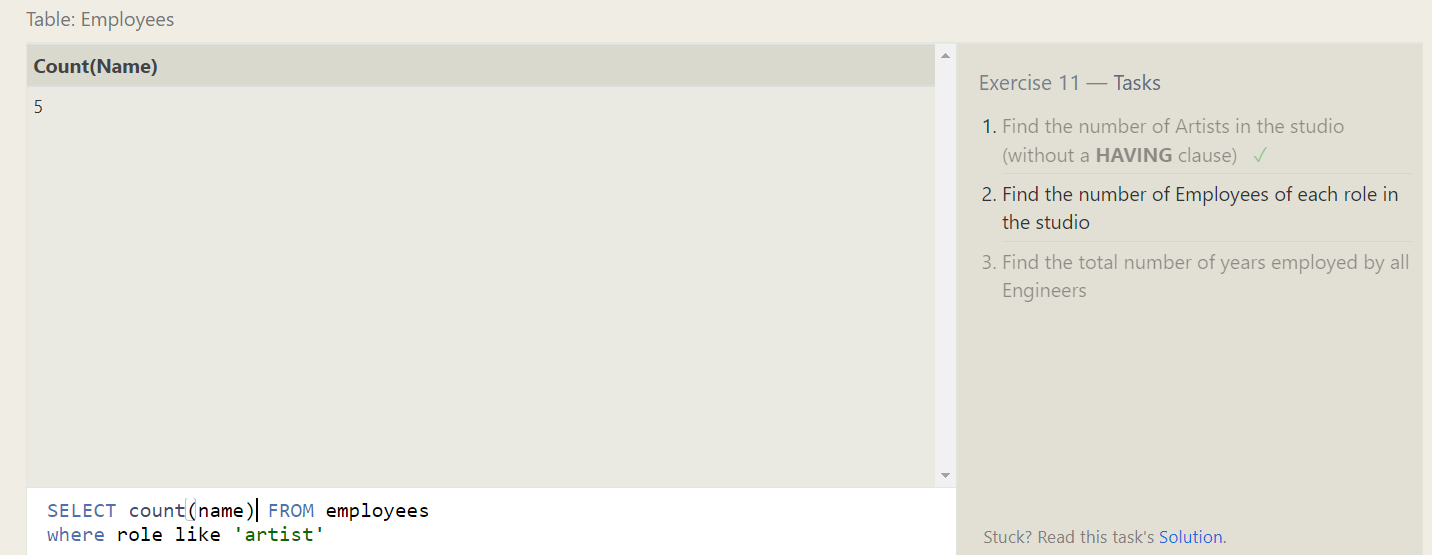 Table: Employees
Count(Name)
5
Exercise 11 — Tasks
1. Find the number of Artists in the studio
(without a HAVING clause) ✓
2. Find the number of Employees of each role in
the studio
3. Find the total number of years employed by all
Engineers
SELECT count(name) FROM employees
where role like 'artist'
Stuck? Read this task's Solution.